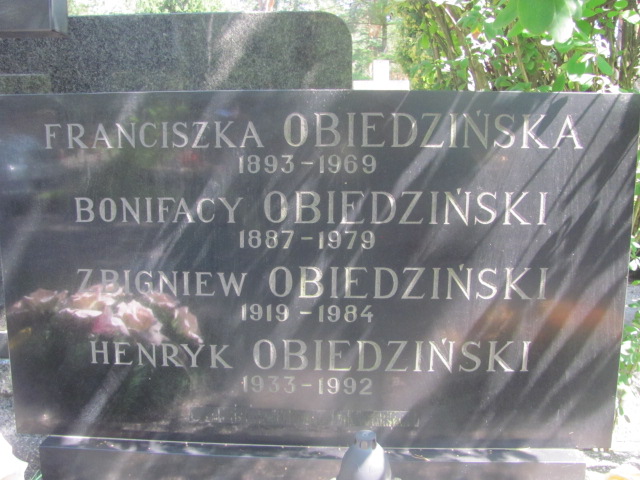 FRANCISZKA OBIEDZIŃSKA
1893-1969
BONIFACY OBIEDZIŃSKI
1887-1979
ZBIGNIEW OBIEDZIŃSKI
1919-1984
HENRYK OBIEDZIŃSKI
1933-1992